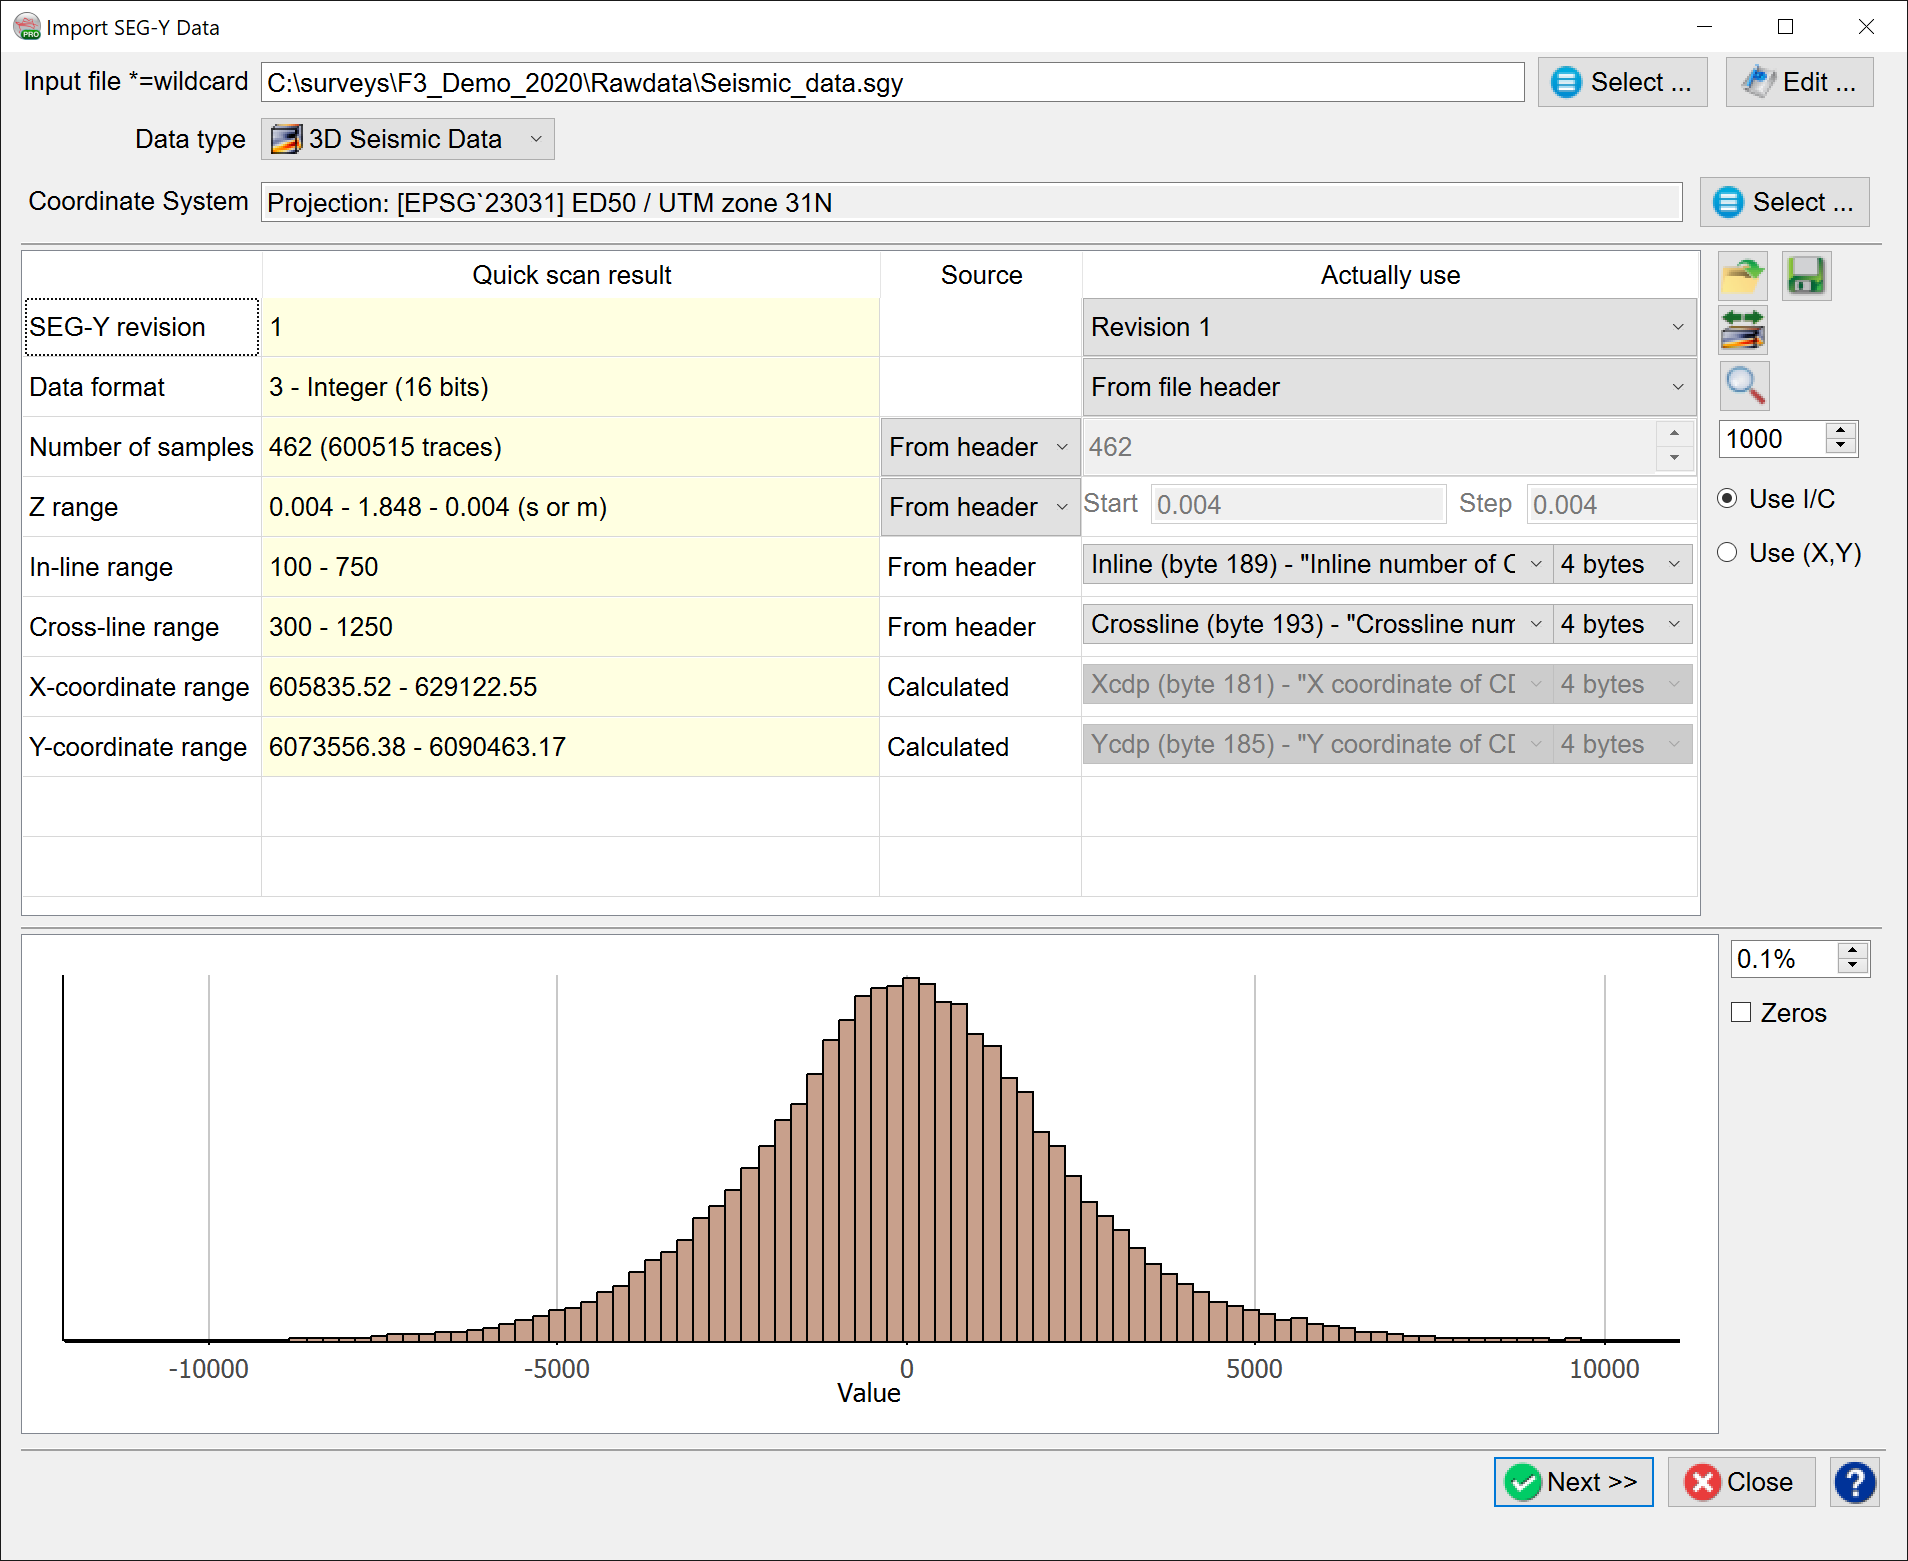 Import SEG-Y Data
Input file *=wildcard C:\surveys\F3_Demo_2020\Rawdata\Seismic_data.sgy Select ... Edit ...
Data type 3D Seismic Data
Coordinate System Projection: [EPSG`23031] ED50 / UTM zone 31N Select ...
Quick scan result Source Actually use
SEG-Y revision 1 Revision 1
Data format 3 - Integer (16 bits) From file header
Number of samples 462 (600515 traces) From header 462 1000
Z range 0.004 - 1.848 - 0.004 (s or m) From header Start 0.004 Step 0.004 Use I/C
In-line range 100 - 750 From header Inline (byte 189) - "Inline number of 4 bytes Use (X,Y)
Cross-line range 300 - 1250 From header Crossline (byte 193) - "Crossline num 4 bytes
X-coordinate range 605835.52 - 629122.55 Calculated Xcdp (byte 181) - "X coordinate of 4 bytes
Y-coordinate range 6073556.38 - 6090463.17 Calculated Ycdp (byte 185) - "Y coordinate of 4 bytes
0.1%
Zeros
-10000 -5000 0 5000 10000
Value
Next >> Close ?